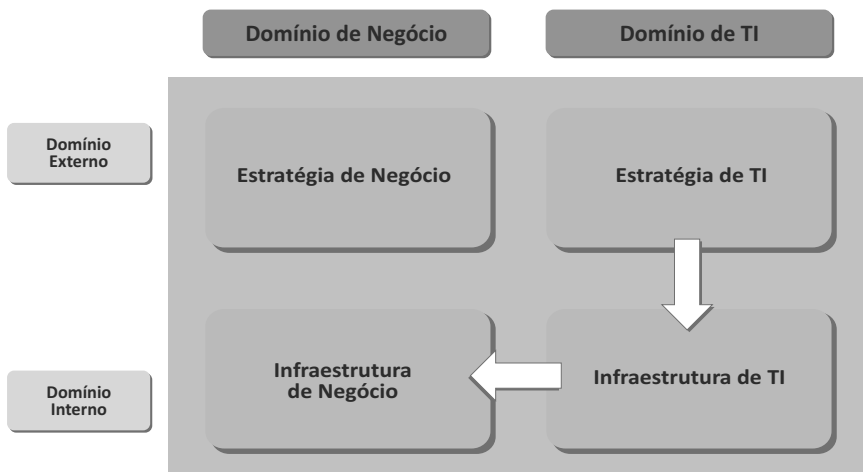 Domínio de Negócio
Domínio de TI
Domínio
Externo
Estratégia de Negócio
Estratégia de TI
Domínio
Interno
Infraestrutura
de Negócio
Infraestrutura de TI